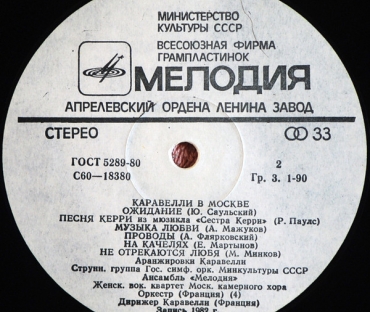 МИНИСТЕРСТВО
КУЛЬТУРЫ СССР
ВСЕСОЮЗНАЯ ФИРМА
ГРАМПЛАСТИНОК
МЕЛОДИЯ
АПРЕЛЕВСКИЙ ОРДЕНА ЛЕНИНА ЗАВОД
СТЕРЕО
33
ГОСТ 5289-80
2
С60—18380
Гр. 3. 1-90
КАРАВЕЛЛИ В МОСКВЕ
ОЖИДАНИЕ (Ю. Саульский)
ПЕСНЯ КЕРРИ из мюзикла «Сестра Керри» (Р. Паулс)
МУЗЫКА ЛЮБВИ (А. Мажуков)
ПРОВОДЫ (А. Флярковский)
НА КАЧЕЛЯХ (Е. Мартынов)
НЕ ОТРЕКАЮТСЯ ЛЮБЯ (М. Минков)
Аранжировки Каравелли
Струнн. группа Гос. симф. орк. Минкультуры СССР
Ансамбль «Мелодия»
Женск. вок. квартет Моск. камерного хора
Оркестр (Франция) (4)
Дирижер Каравелли (Франция)
Запись 1982 г.